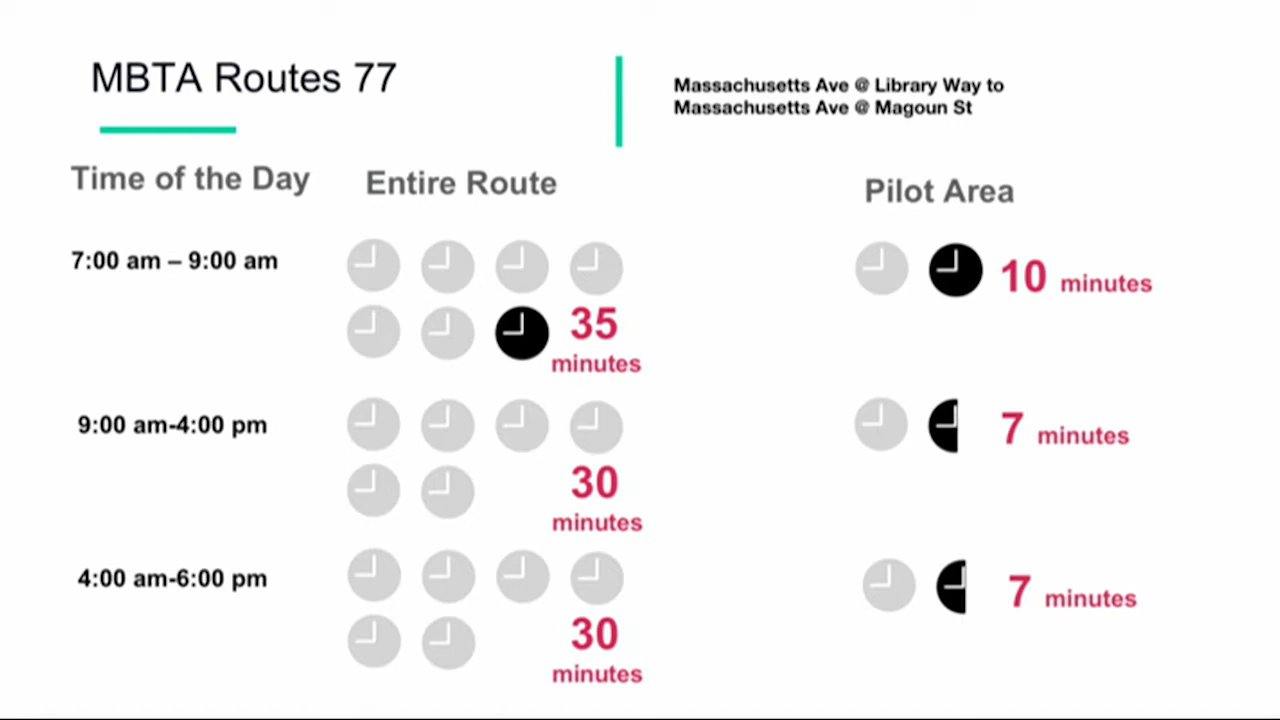 MBTA Routes 77
Massachusetts Ave @ Library Way to
Massachusetts Ave @ Magoun St
Time of the Day
Entire Route
Pilot Area
7:00 am – 9:00 am
35
minutes
10 minutes
9:00 am-4:00 pm
30
minutes
7 minutes
4:00 am-6:00 pm
30
minutes
7 minutes